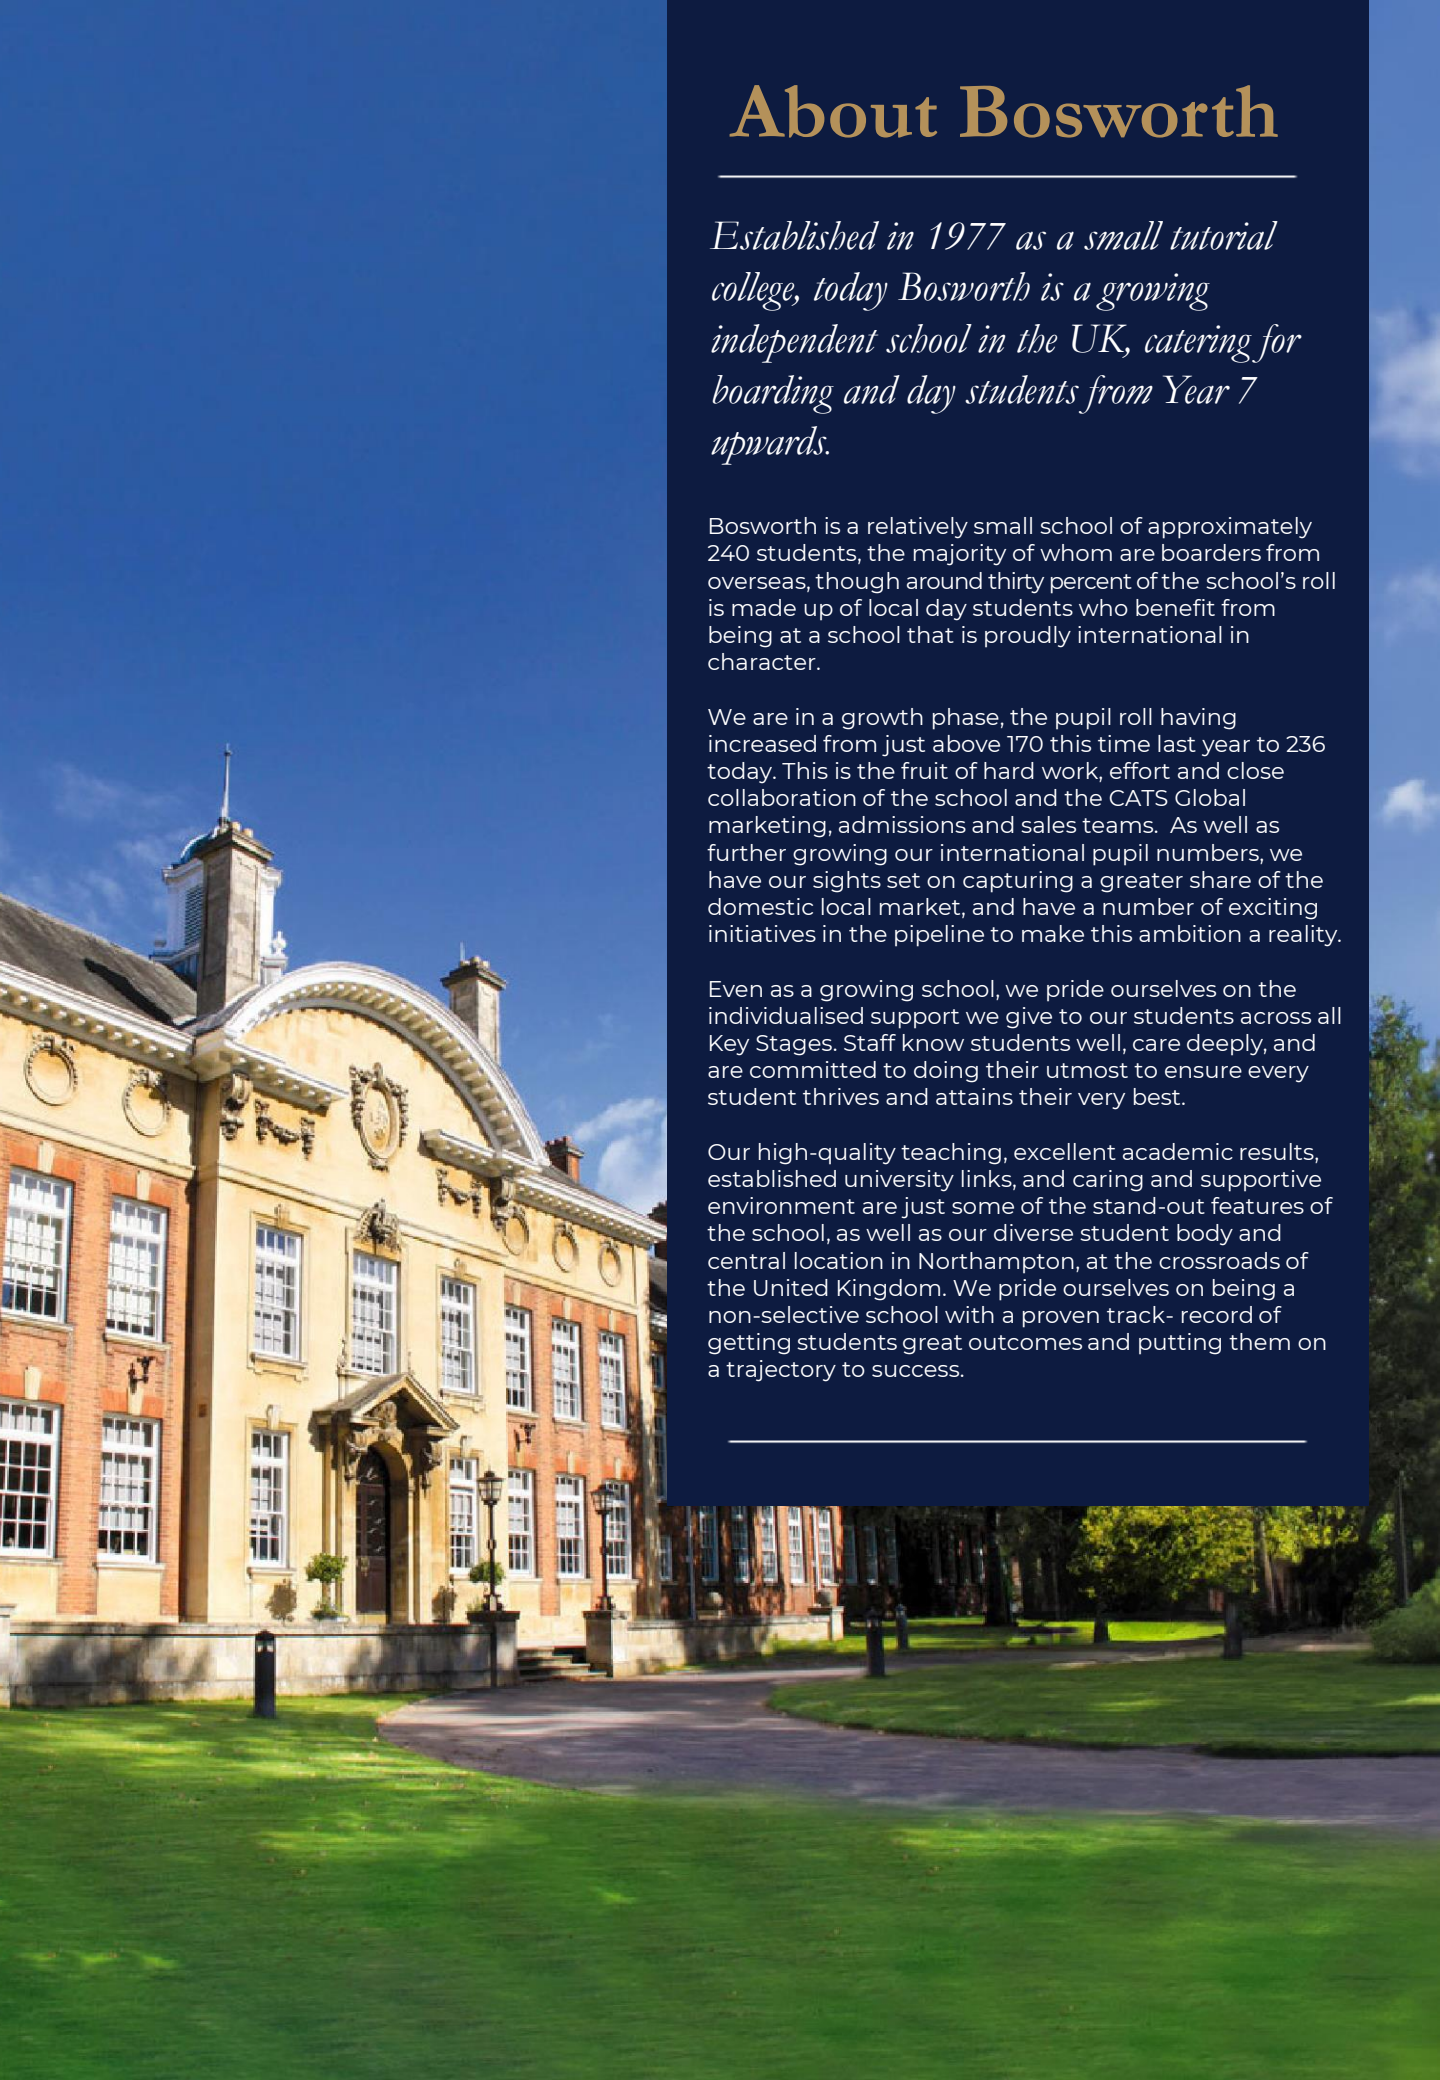 About Bosworth
Established in 1977 as a small tutorial
college, today Bosworth is a growing
independent school in the UK, catering for
boarding and day students from Year 7
upwards.
Bosworth is a relatively small school of approximately
240 students, the majority of whom are boarders from
overseas, though around thirty percent of the school’s roll
is made up of local day students who benefit from
being at a school that is proudly international in
character.
We are in a growth phase, the pupil roll having
increased from just above 170 this time last year to 236
today. This is the fruit of hard work, effort and close
collaboration of the school and the CATS Global
marketing, admissions and sales teams.  As well as
further growing our international pupil numbers, we
have our sights set on capturing a greater share of the
domestic local market, and have a number of exciting
initiatives in the pipeline to make this ambition a reality.
Even as a growing school, we pride ourselves on the
individualised support we give to our students across all
Key Stages. Staff know students well, care deeply, and
are committed to doing their utmost to ensure every
student thrives and attains their very best.
Our high-quality teaching, excellent academic results,
established university links, and caring and supportive
environment are just some of the stand-out features of
the school, as well as our diverse student body and
central location in Northampton, at the crossroads of
the United Kingdom. We pride ourselves on being a
non-selective school with a proven track- record of
getting students great outcomes and putting them on
a trajectory to success.